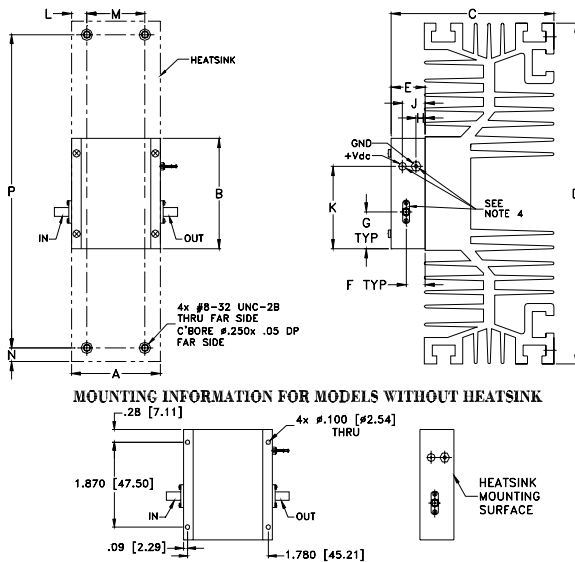 L
M
C
HEATSINK
E
J
H
GND
+Vdc
P
B
K
G
TYP
SEE
NOTE 4
IN
OUT
F TYP
4x #8-32 UNC-2B
THRU FAR SIDE
C'BORE ø.250x .05 DP
FAR SIDE
N
A
MOUNTING INFORMATION FOR MODELS WITHOUT HEATSINK
.28 [7.11]
4x ø.100 [ø2.54]
THRU
1.870 [47.50]
IN
OUT
HEATSINK
MOUNTING
SURFACE
.09 [2.29]
1.780 [45.21]